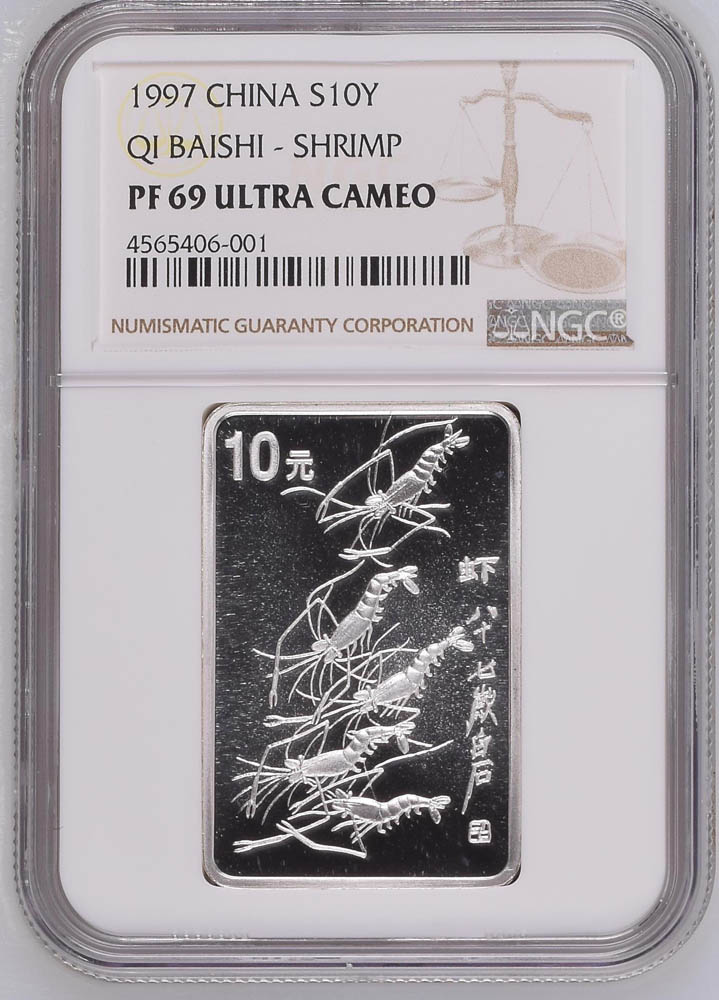 1997 CHINA S10Y
QI BAISHI - SHRIMP
PF 69 ULTRA CAMEO
4565406-001
NUMISMATIC GUARANTY CORPORATION
NGC®
10元
虾八十七歲白石